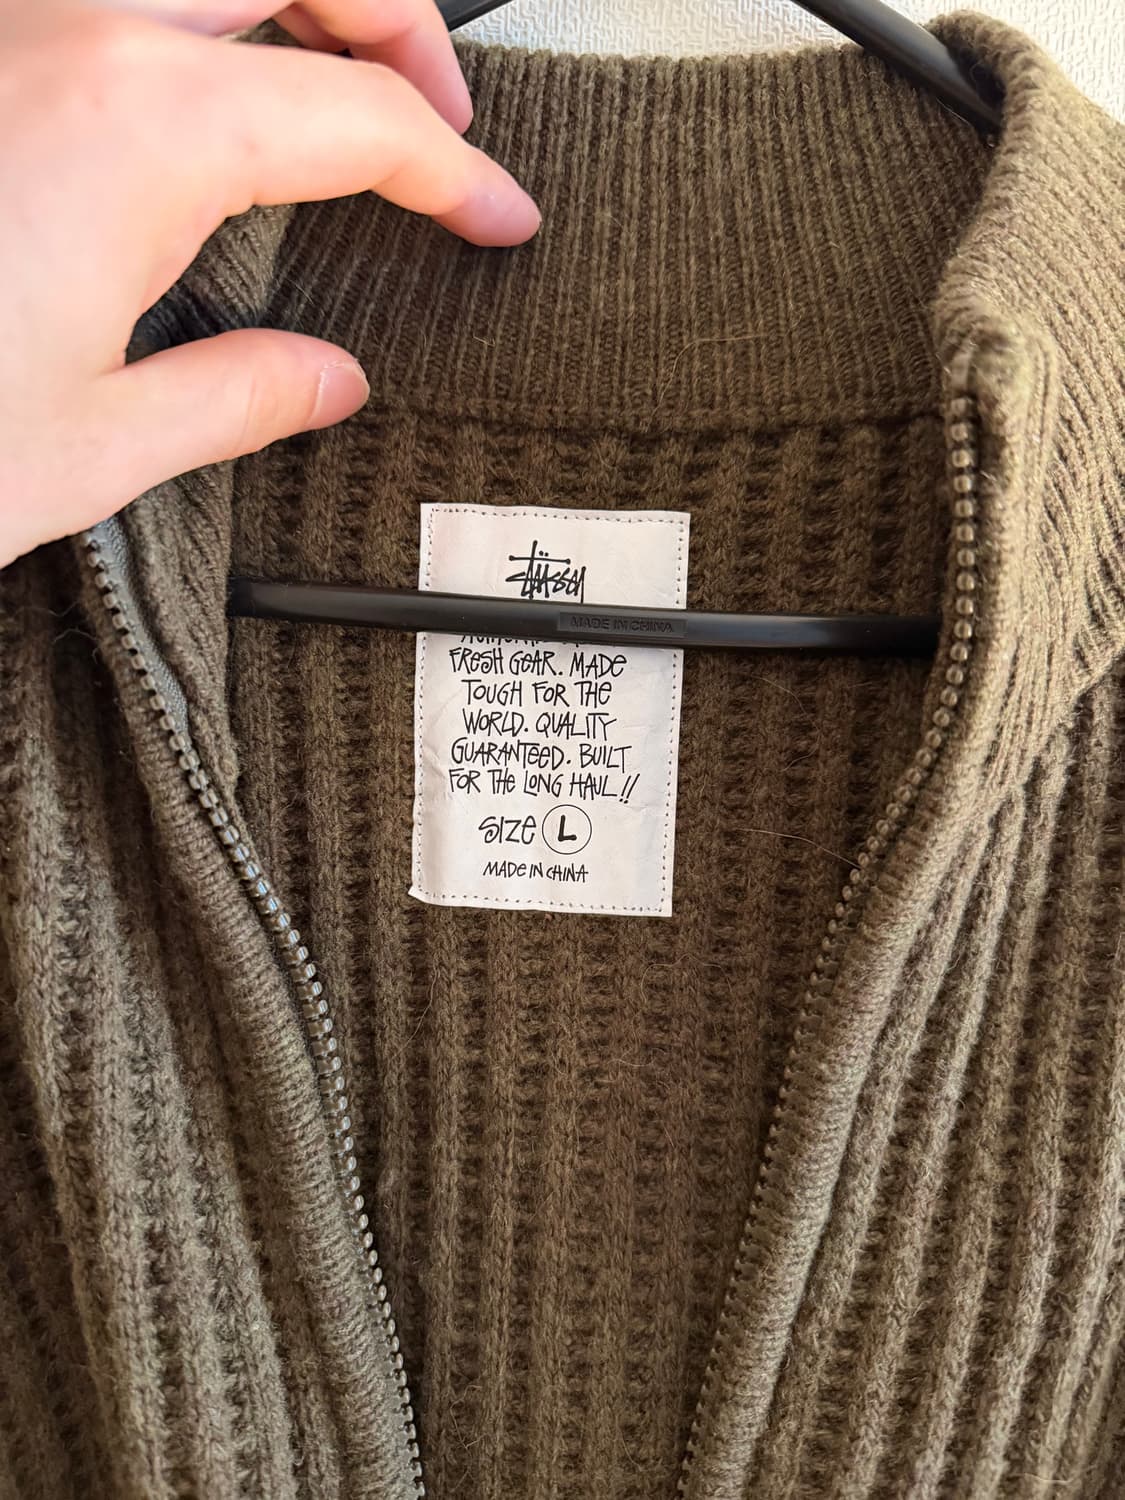 Stüssy
MADE IN CHINA
FRESH GEAR. MADE
TOUGH FOR THE
WORLD. QUALITY
GUARANTEED. BUILT
FOR THE LONG HAUL!!
SIZE L
MADE IN CHINA